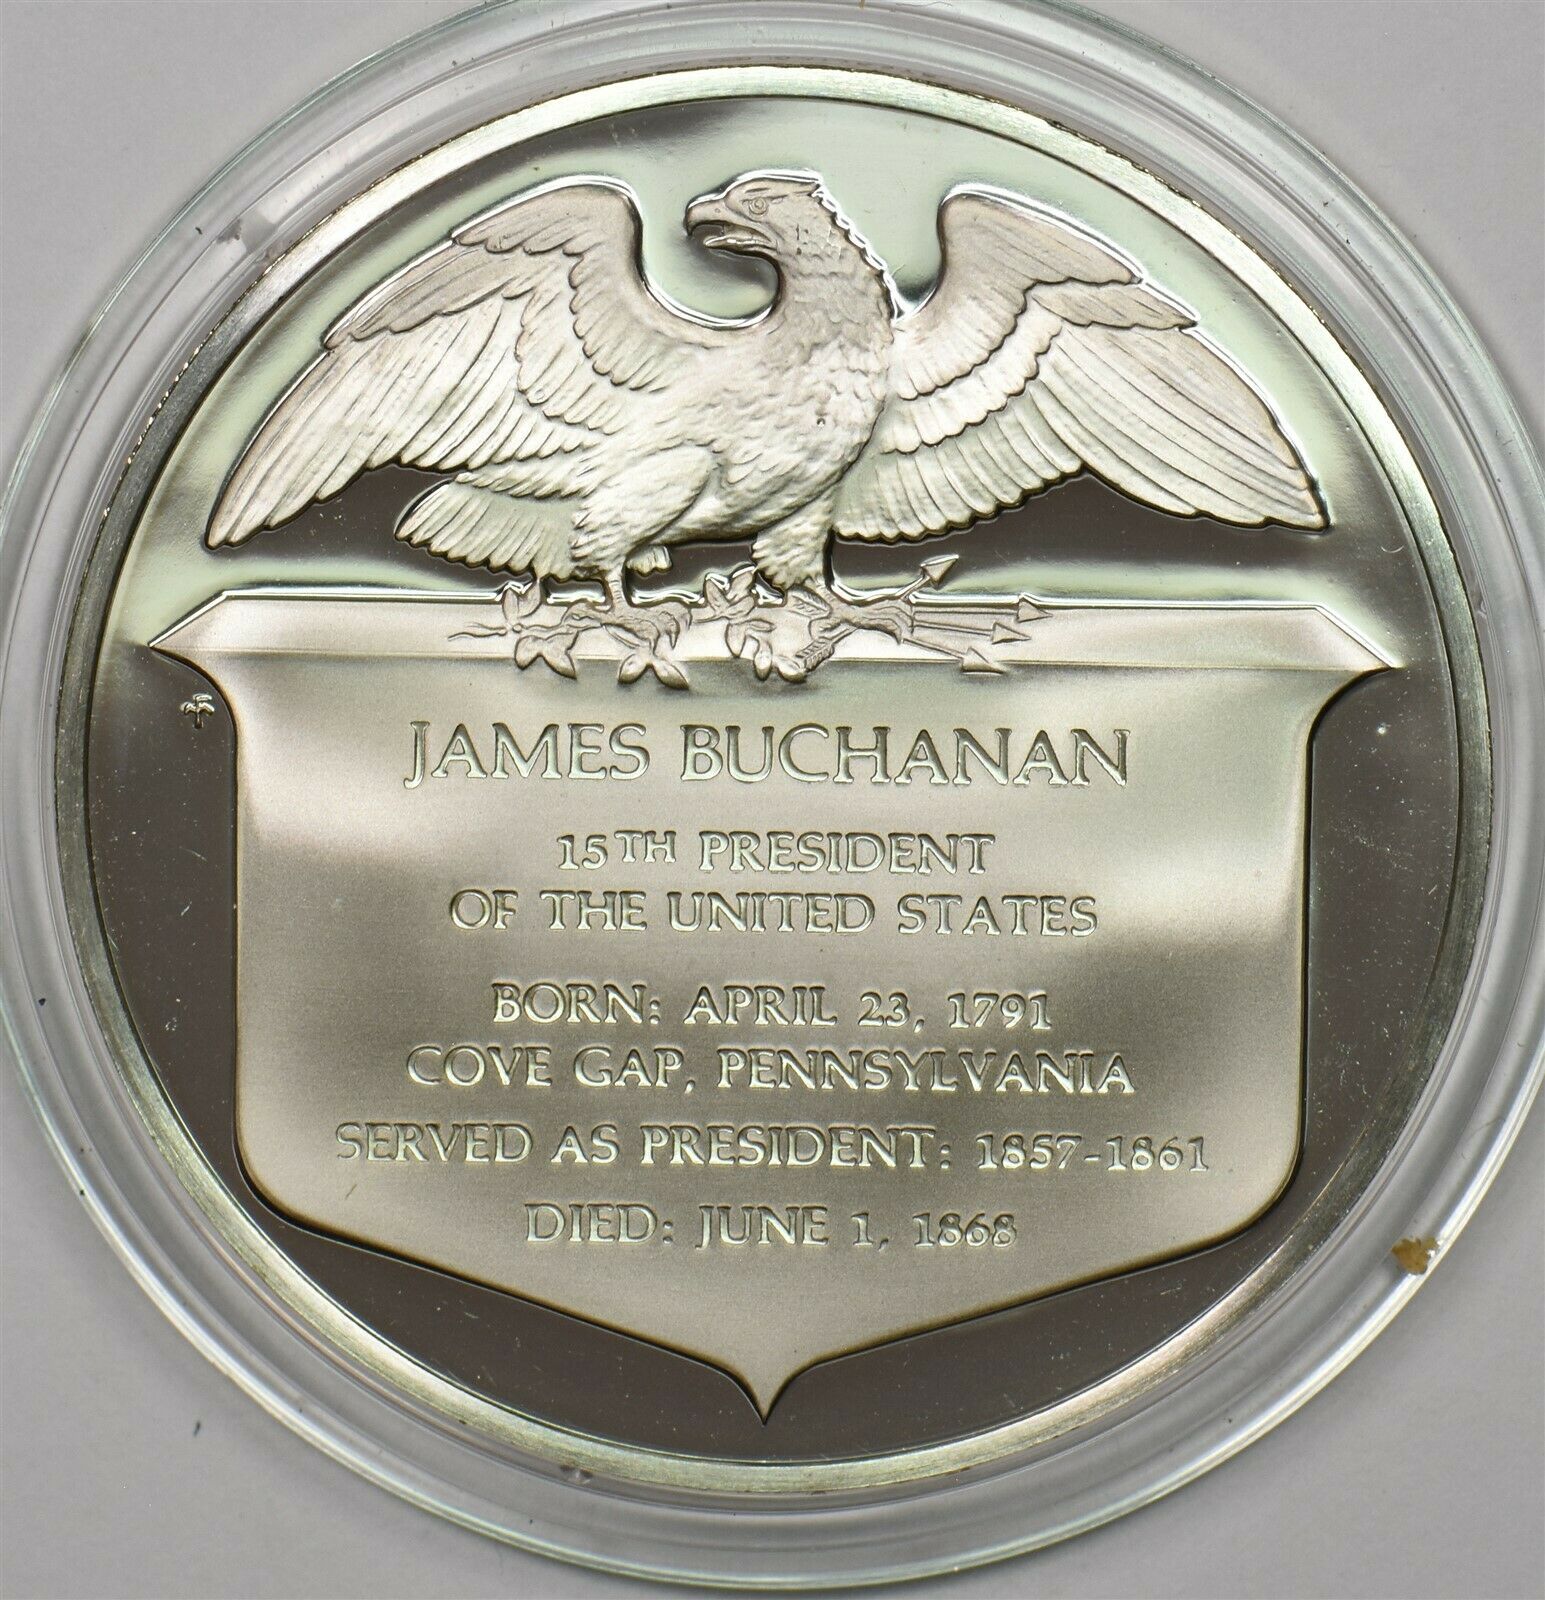 JAMES BUCHANAN
15TH PRESIDENT
OF THE UNITED STATES
BORN: APRIL 23, 1791
COVE GAP, PENNSYLVANIA
SERVED AS PRESIDENT: 1857-1861
DIED: JUNE 1, 1868